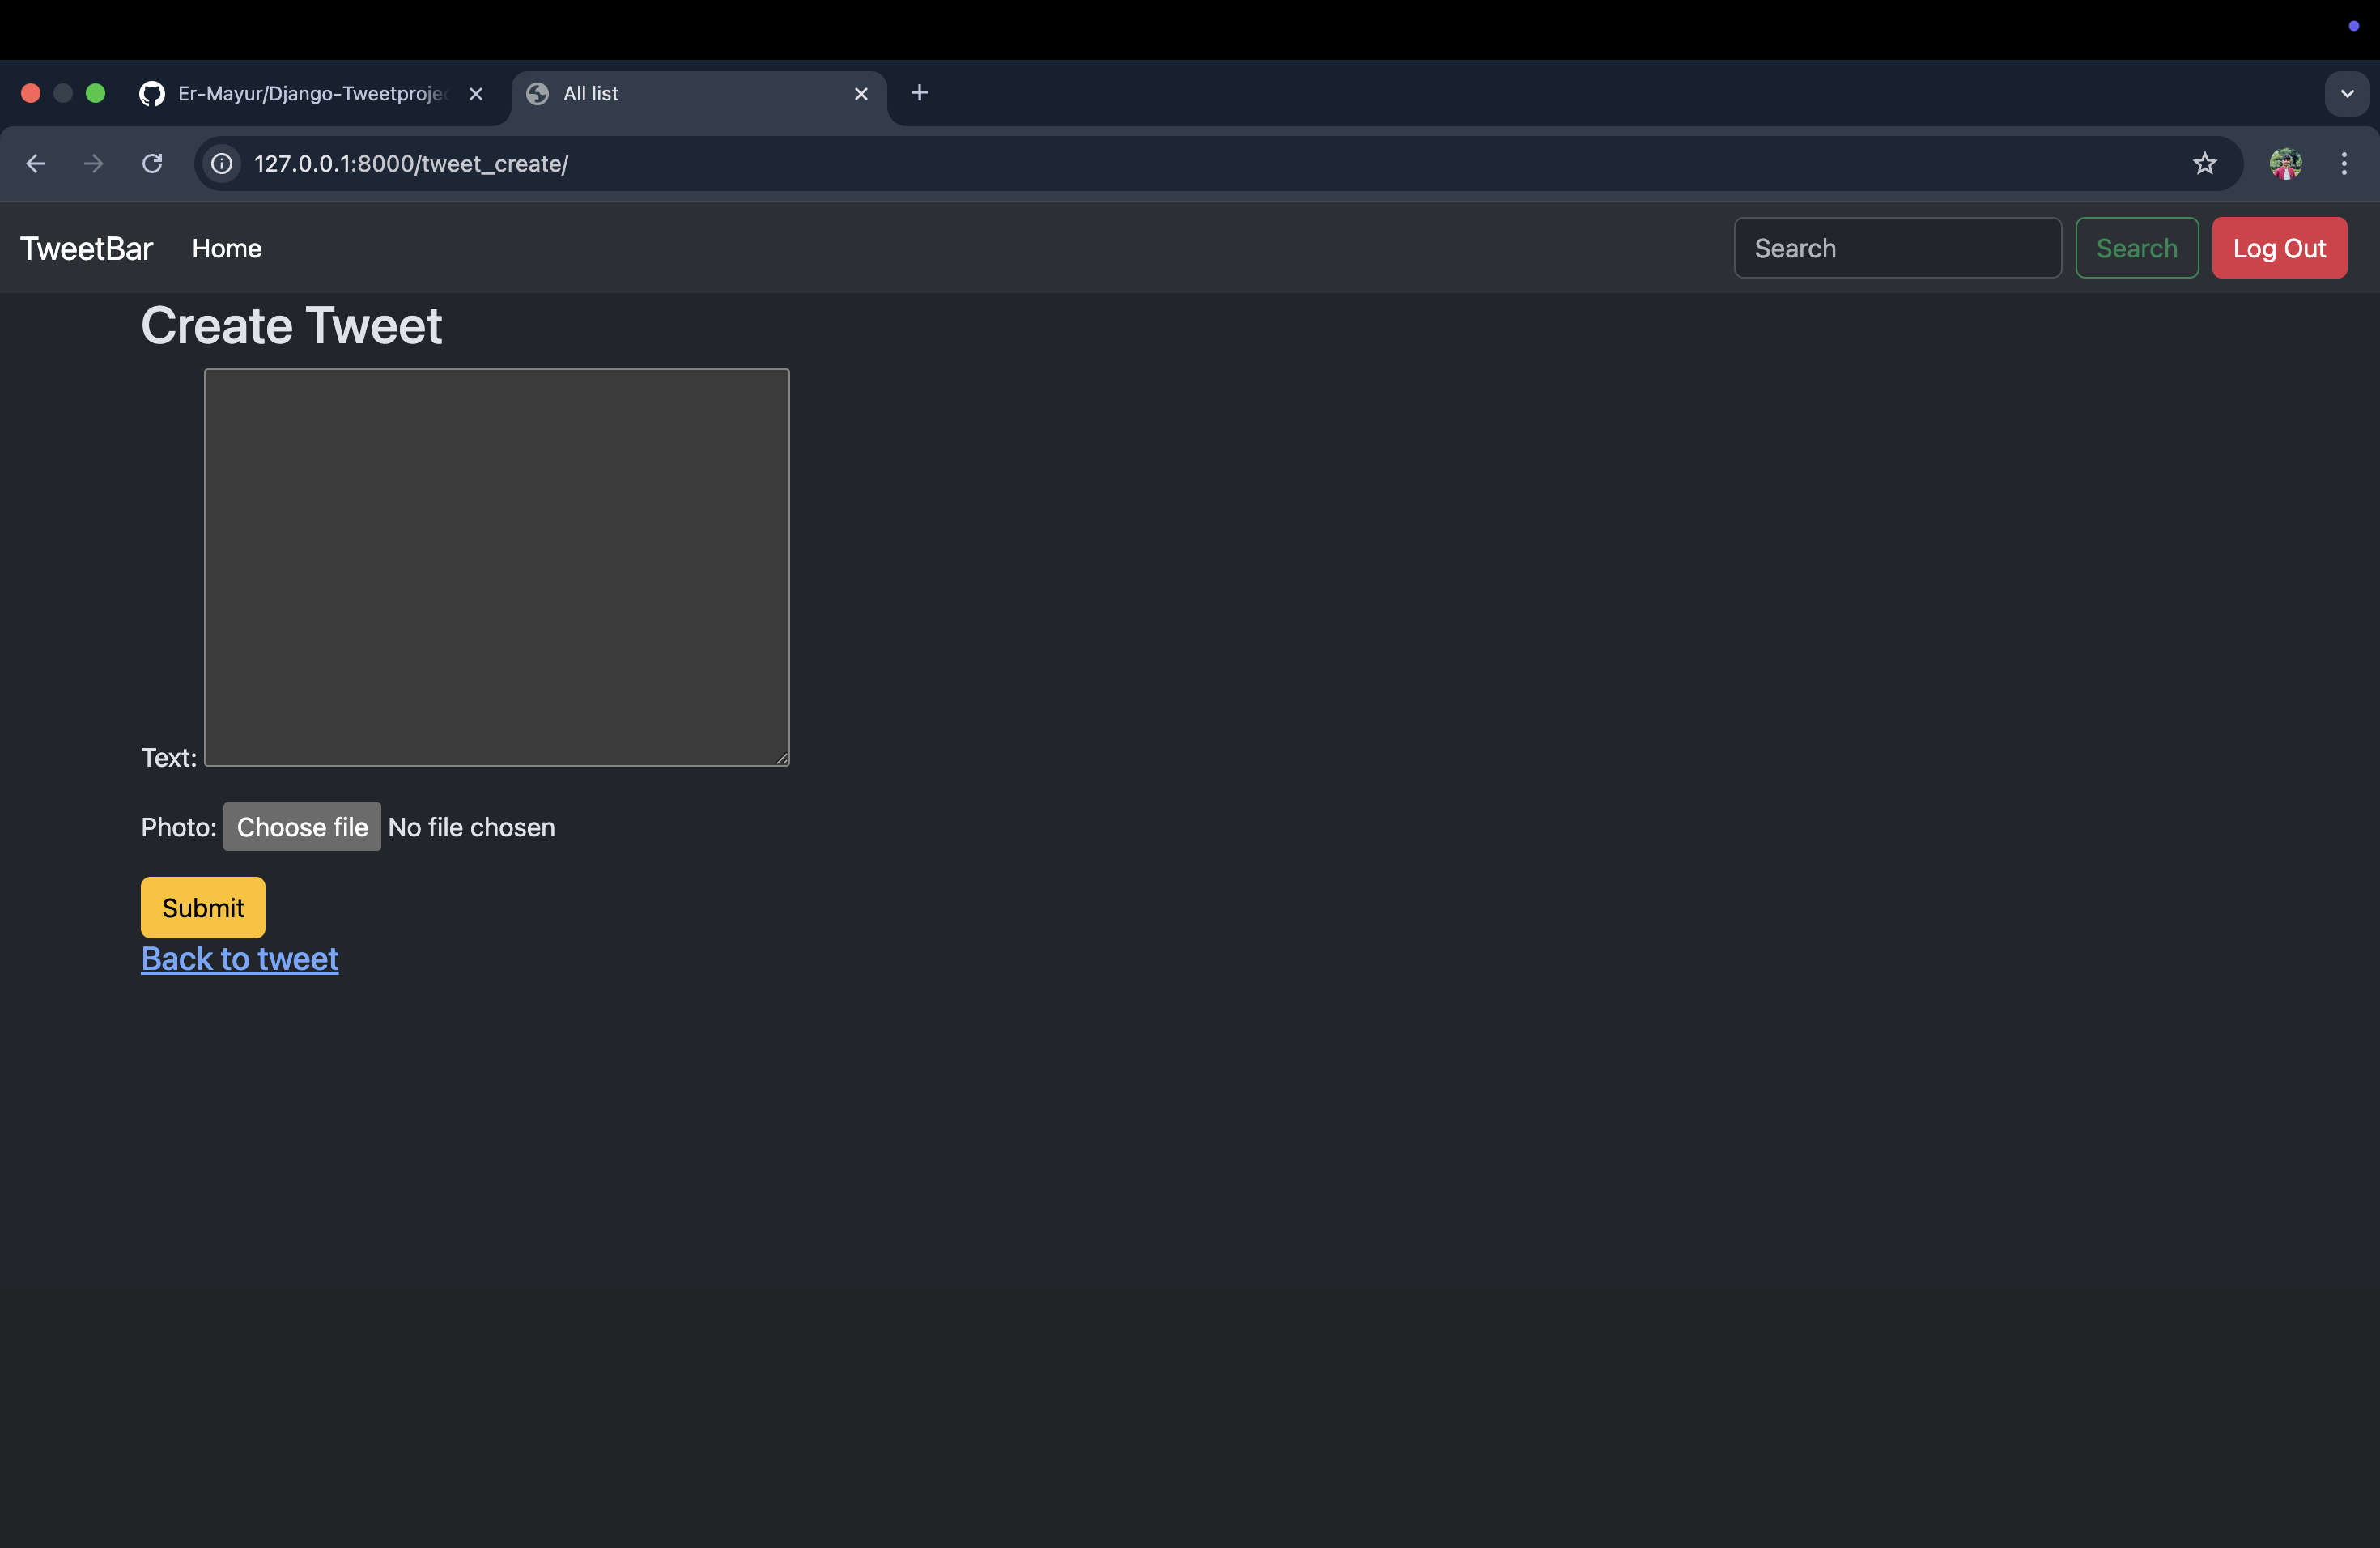 Er-Mayur/Django-Tweetproje
All list
127.0.0.1:8000/tweet_create/
TweetBar Home Search Search Log Out
Create Tweet
Text:
Photo: Choose file No file chosen
Submit
Back to tweet